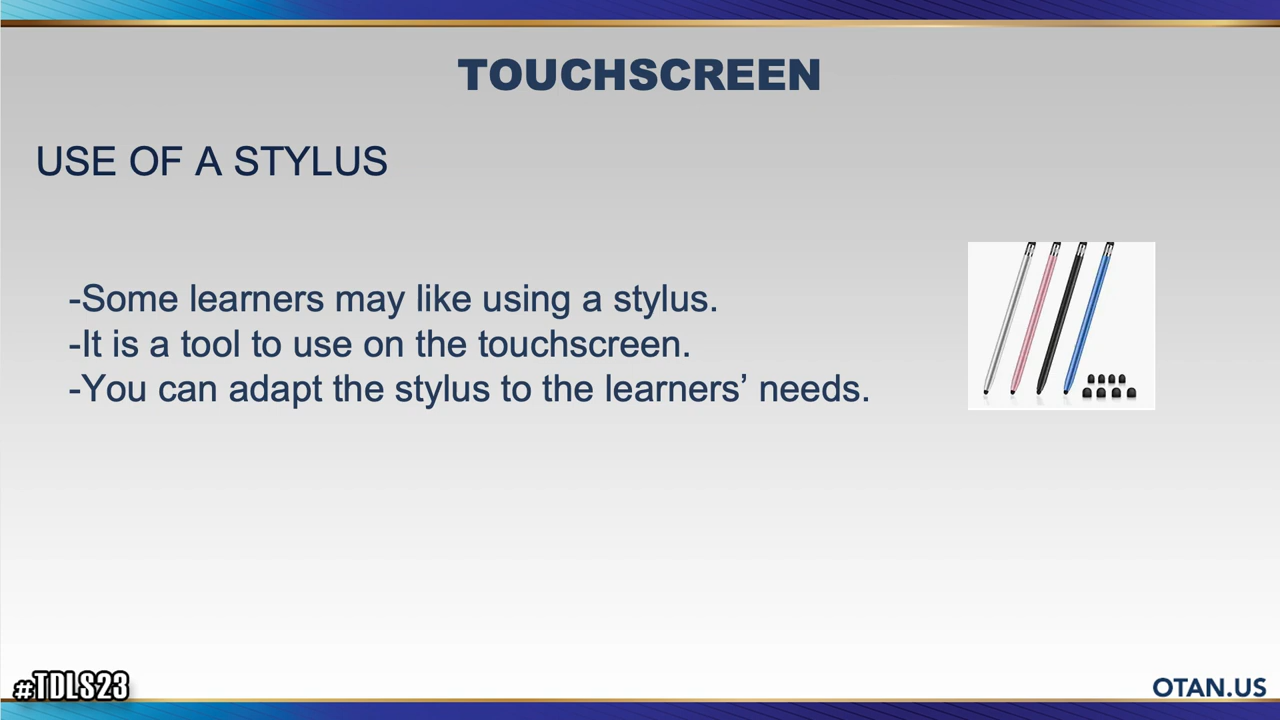 TOUCHSCREEN
USE OF A STYLUS
-Some learners may like using a stylus.
-It is a tool to use on the touchscreen.
-You can adapt the stylus to the learners’ needs.
#TDLS23
OTAN.US